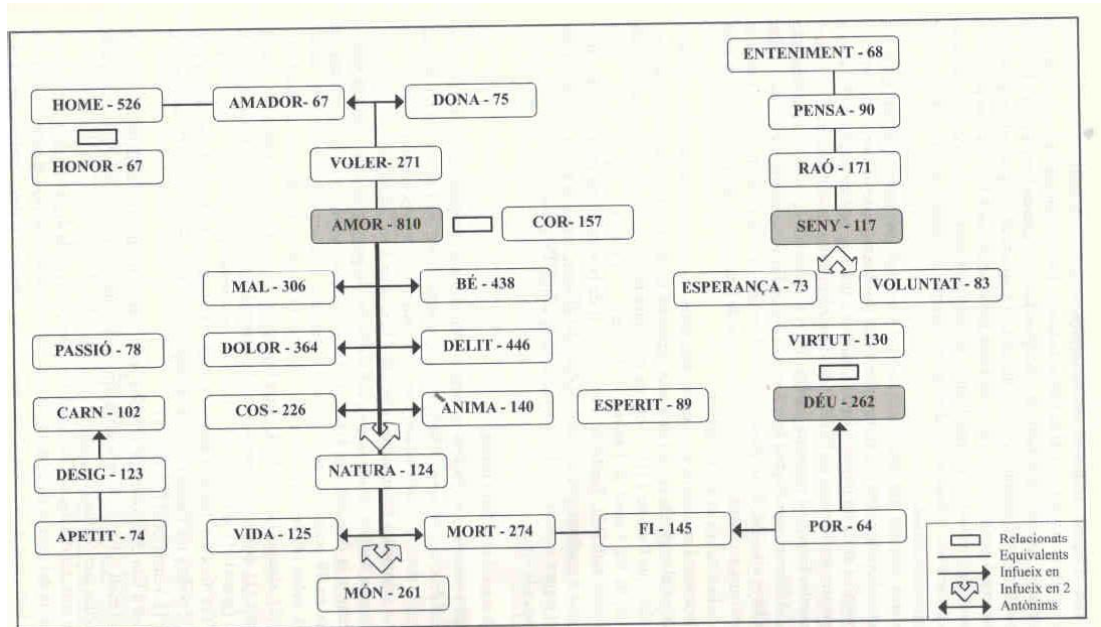 ENTENIMENT - 68
HOME - 526
AMADOR- 67
DONA - 75
PENSA - 90
HONOR - 67
VOLER- 271
RAÓ - 171
AMOR - 810
COR- 157
SENY - 117
MAL - 306
BÉ - 438
ESPERANÇA - 73
VOLUNTAT - 83
PASSIÓ - 78
DOLOR - 364
DELIT - 446
VIRTUT - 130
CARN - 102
COS - 226
ÀNIMA - 140
ESPERIT - 89
DÉU - 262
DESIG - 123
NATURA - 124
APETIT - 74
VIDA - 125
MORT - 274
FI - 145
POR - 64
MÓN - 261
Relacionats
Equivalents
Infueix en
Infueix en 2
Antònims